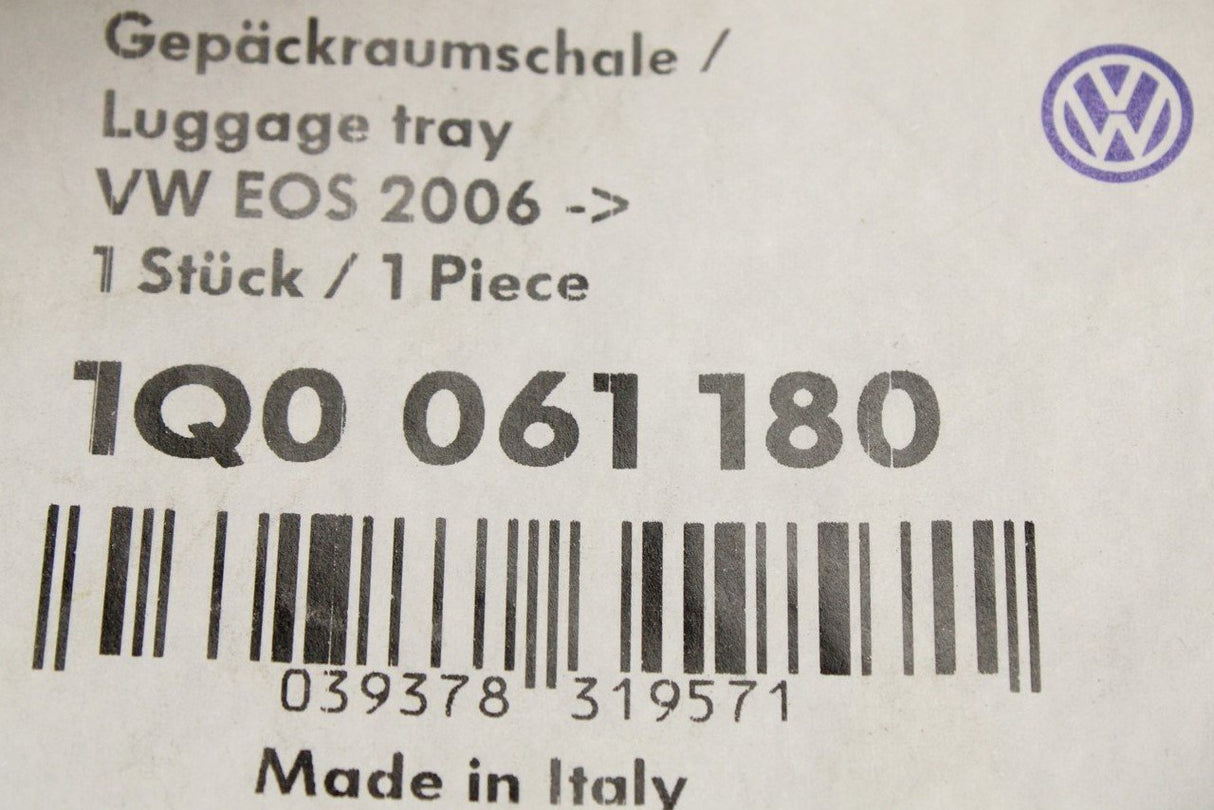 Gepäckraumschale /
Luggage tray
VW EOS 2006 ->
1 Stück / 1 Piece
1Q0 061 180
039378 319571
Made in Italy